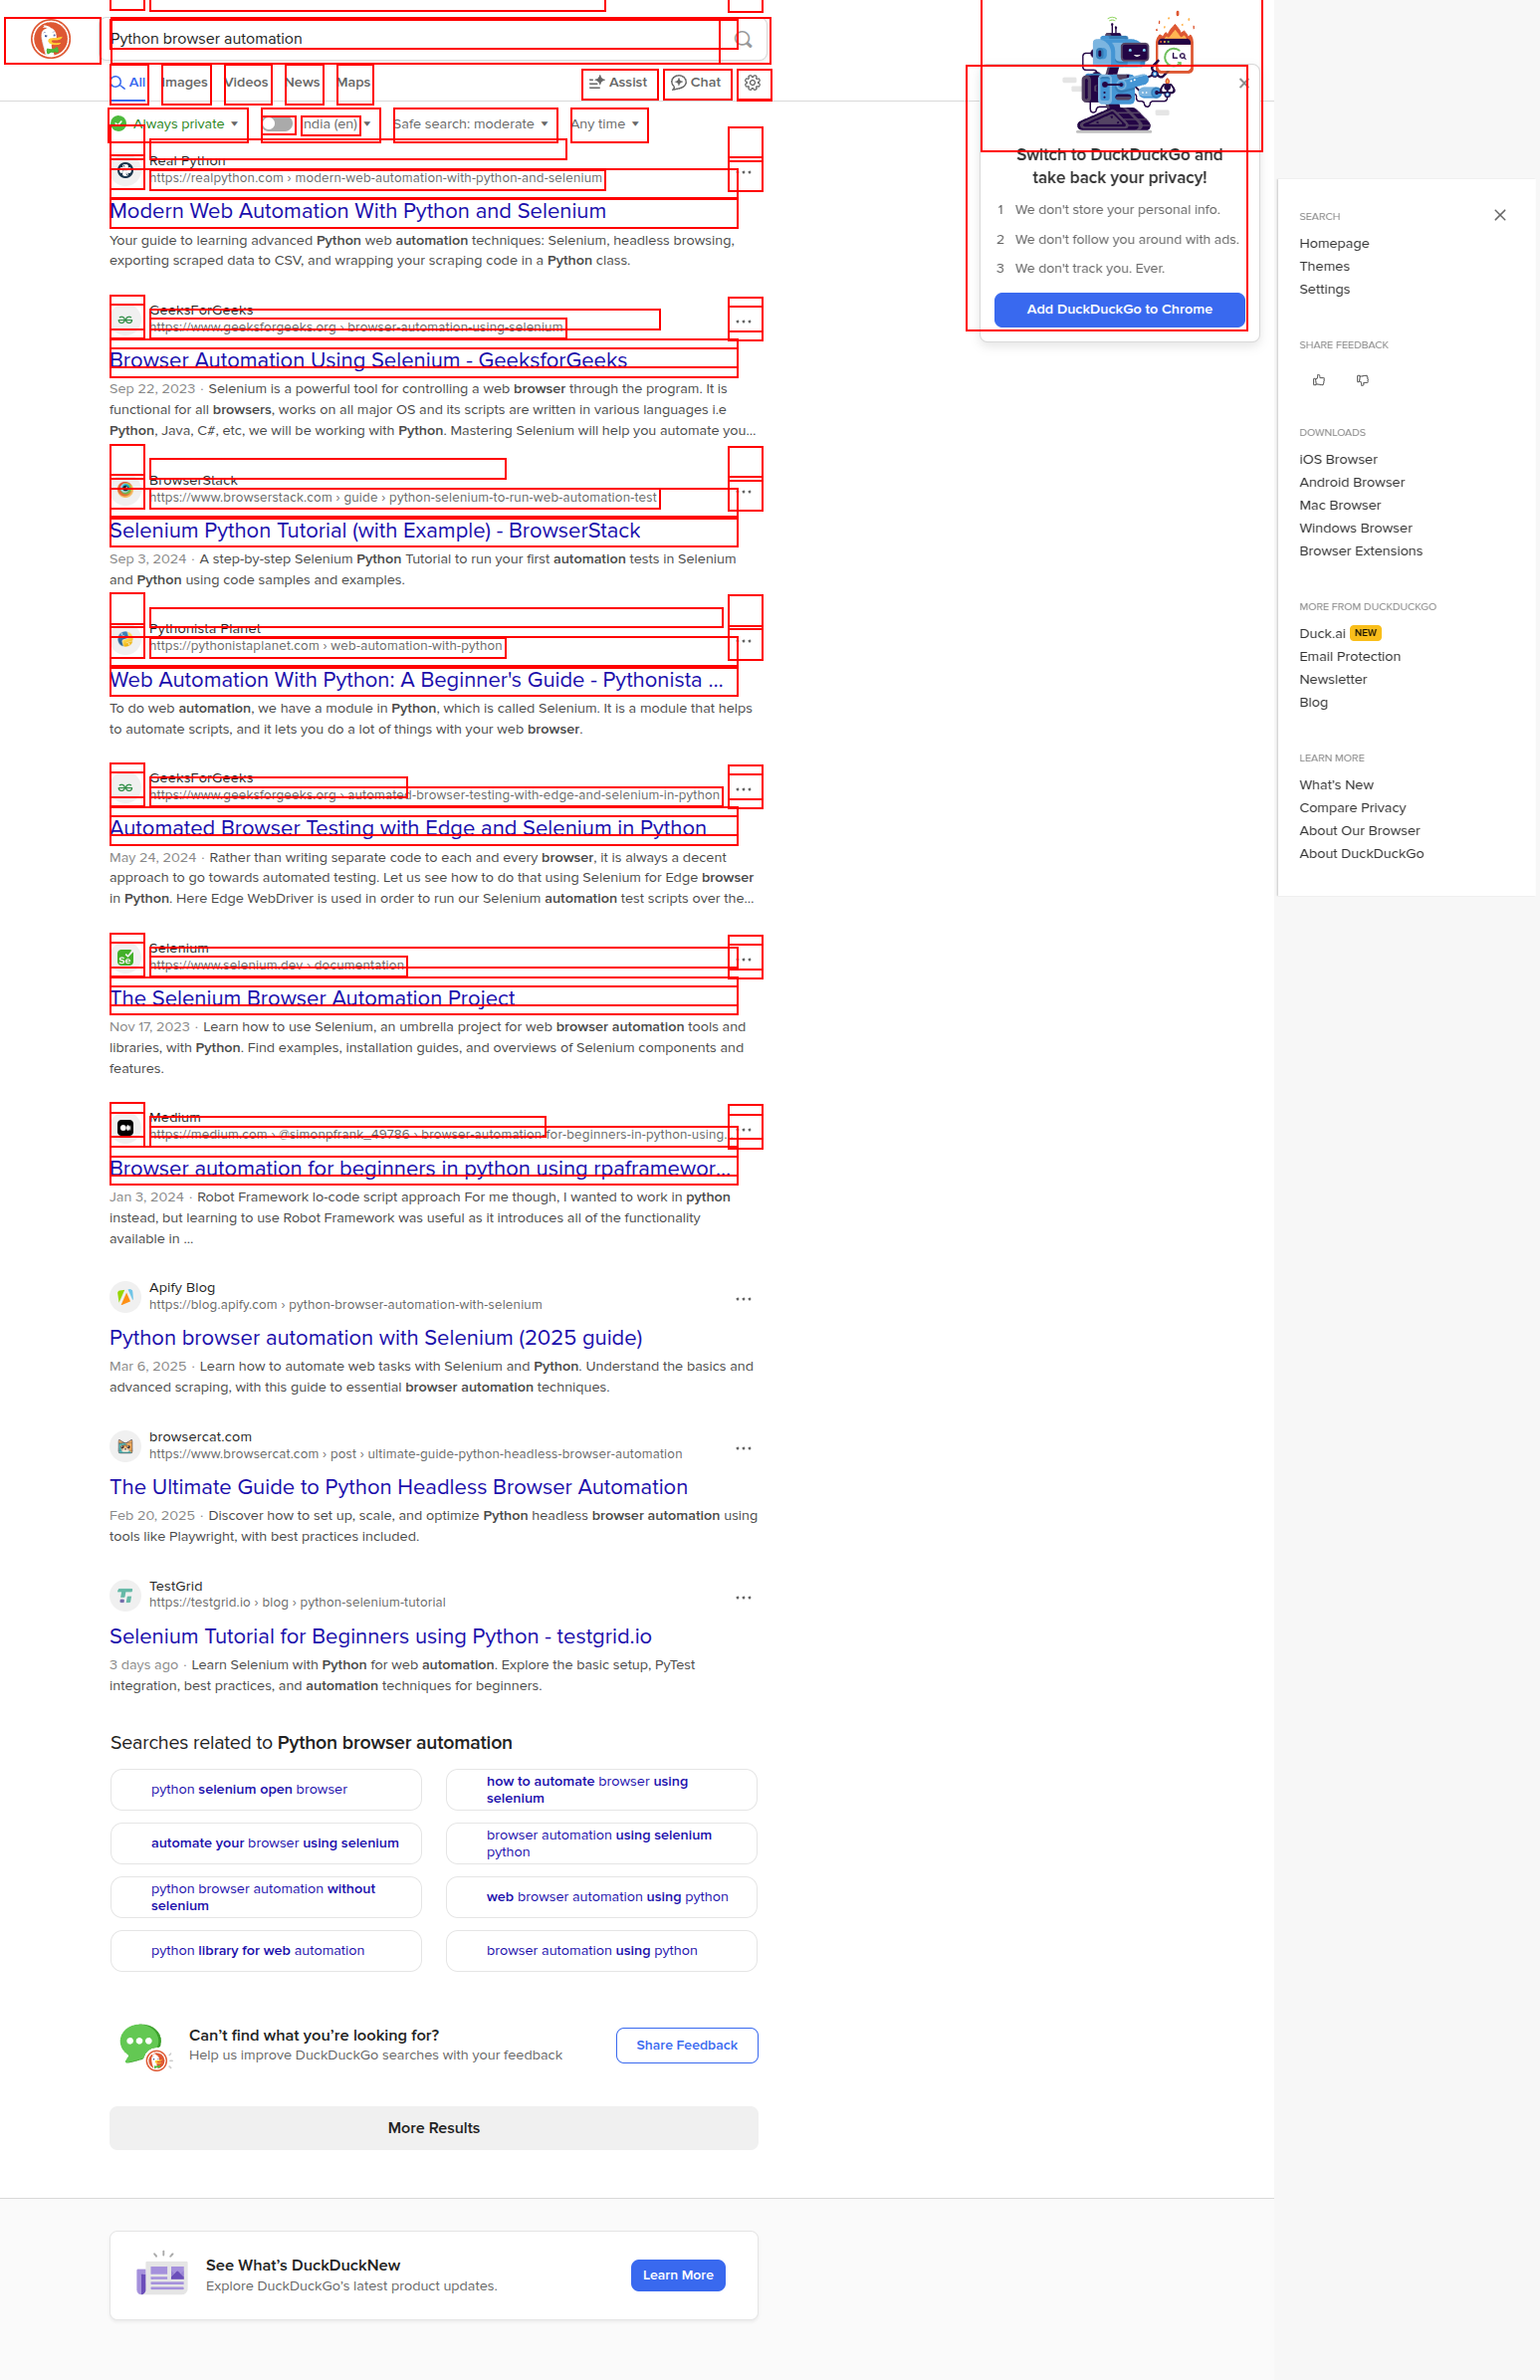 Python browser automation
All Images Videos News Maps Assist Chat
Always private ndia (en) Safe search: moderate Any time
Real Python
https://realpython.com › modern-web-automation-with-python-and-selenium
Modern Web Automation With Python and Selenium
Your guide to learning advanced Python web automation techniques: Selenium, headless browsing,
exporting scraped data to CSV, and wrapping your scraping code in a Python class.
GeeksForGeeks
https://www.geeksforgeeks.org › browser-automation-using-selenium
Browser Automation Using Selenium - GeeksforGeeks
Sep 22, 2023 · Selenium is a powerful tool for controlling a web browser through the program. It is
functional for all browsers, works on all major OS and its scripts are written in various languages i.e
Python, Java, C#, etc, we will be working with Python. Mastering Selenium will help you automate you...
BrowserStack
https://www.browserstack.com › guide › python-selenium-to-run-web-automation-test
Selenium Python Tutorial (with Example) - BrowserStack
Sep 3, 2024 · A step-by-step Selenium Python Tutorial to run your first automation tests in Selenium
and Python using code samples and examples.
Pythonista Planet
https://pythonistaplanet.com › web-automation-with-python
Web Automation With Python: A Beginner's Guide - Pythonista ...
To do web automation, we have a module in Python, which is called Selenium. It is a module that helps
to automate scripts, and it lets you do a lot of things with your web browser.
GeeksForGeeks
https://www.geeksforgeeks.org › automated-browser-testing-with-edge-and-selenium-in-python
Automated Browser Testing with Edge and Selenium in Python
May 24, 2024 · Rather than writing separate code to each and every browser, it is always a decent
approach to go towards automated testing. Let us see how to do that using Selenium for Edge browser
in Python. Here Edge WebDriver is used in order to run our Selenium automation test scripts over the...
Selenium
https://www.selenium.dev › documentation
The Selenium Browser Automation Project
Nov 17, 2023 · Learn how to use Selenium, an umbrella project for web browser automation tools and
libraries, with Python. Find examples, installation guides, and overviews of Selenium components and
features.
Medium
https://medium.com › @simonpfrank_49786 › browser-automation-for-beginners-in-python-using...
Browser automation for beginners in python using rpaframewor...
Jan 3, 2024 · Robot Framework lo-code script approach For me though, I wanted to work in python
instead, but learning to use Robot Framework was useful as it introduces all of the functionality
available in ...
Apify Blog
https://blog.apify.com › python-browser-automation-with-selenium
Python browser automation with Selenium (2025 guide)
Mar 6, 2025 · Learn how to automate web tasks with Selenium and Python. Understand the basics and
advanced scraping, with this guide to essential browser automation techniques.
browsercat.com
https://www.browsercat.com › post › ultimate-guide-python-headless-browser-automation
The Ultimate Guide to Python Headless Browser Automation
Feb 20, 2025 · Discover how to set up, scale, and optimize Python headless browser automation using
tools like Playwright, with best practices included.
TestGrid
https://testgrid.io › blog › python-selenium-tutorial
Selenium Tutorial for Beginners using Python - testgrid.io
3 days ago · Learn Selenium with Python for web automation. Explore the basic setup, PyTest
integration, best practices, and automation techniques for beginners.
Searches related to Python browser automation
python selenium open browser
how to automate browser using
selenium
automate your browser using selenium
browser automation using selenium
python
python browser automation without
selenium
web browser automation using python
python library for web automation
browser automation using python
Can't find what you're looking for?
Help us improve DuckDuckGo searches with your feedback
Share Feedback
More Results
See What's DuckDuckNew
Explore DuckDuckGo's latest product updates.
Learn More
Switch to DuckDuckGo and
take back your privacy!
1 We don't store your personal info.
2 We don't follow you around with ads.
3 We don't track you. Ever.
Add DuckDuckGo to Chrome
SEARCH
Homepage
Themes
Settings
SHARE FEEDBACK
DOWNLOADS
iOS Browser
Android Browser
Mac Browser
Windows Browser
Browser Extensions
MORE FROM DUCKDUCKGO
Duck.ai NEW
Email Protection
Newsletter
Blog
LEARN MORE
What's New
Compare Privacy
About Our Browser
About DuckDuckGo